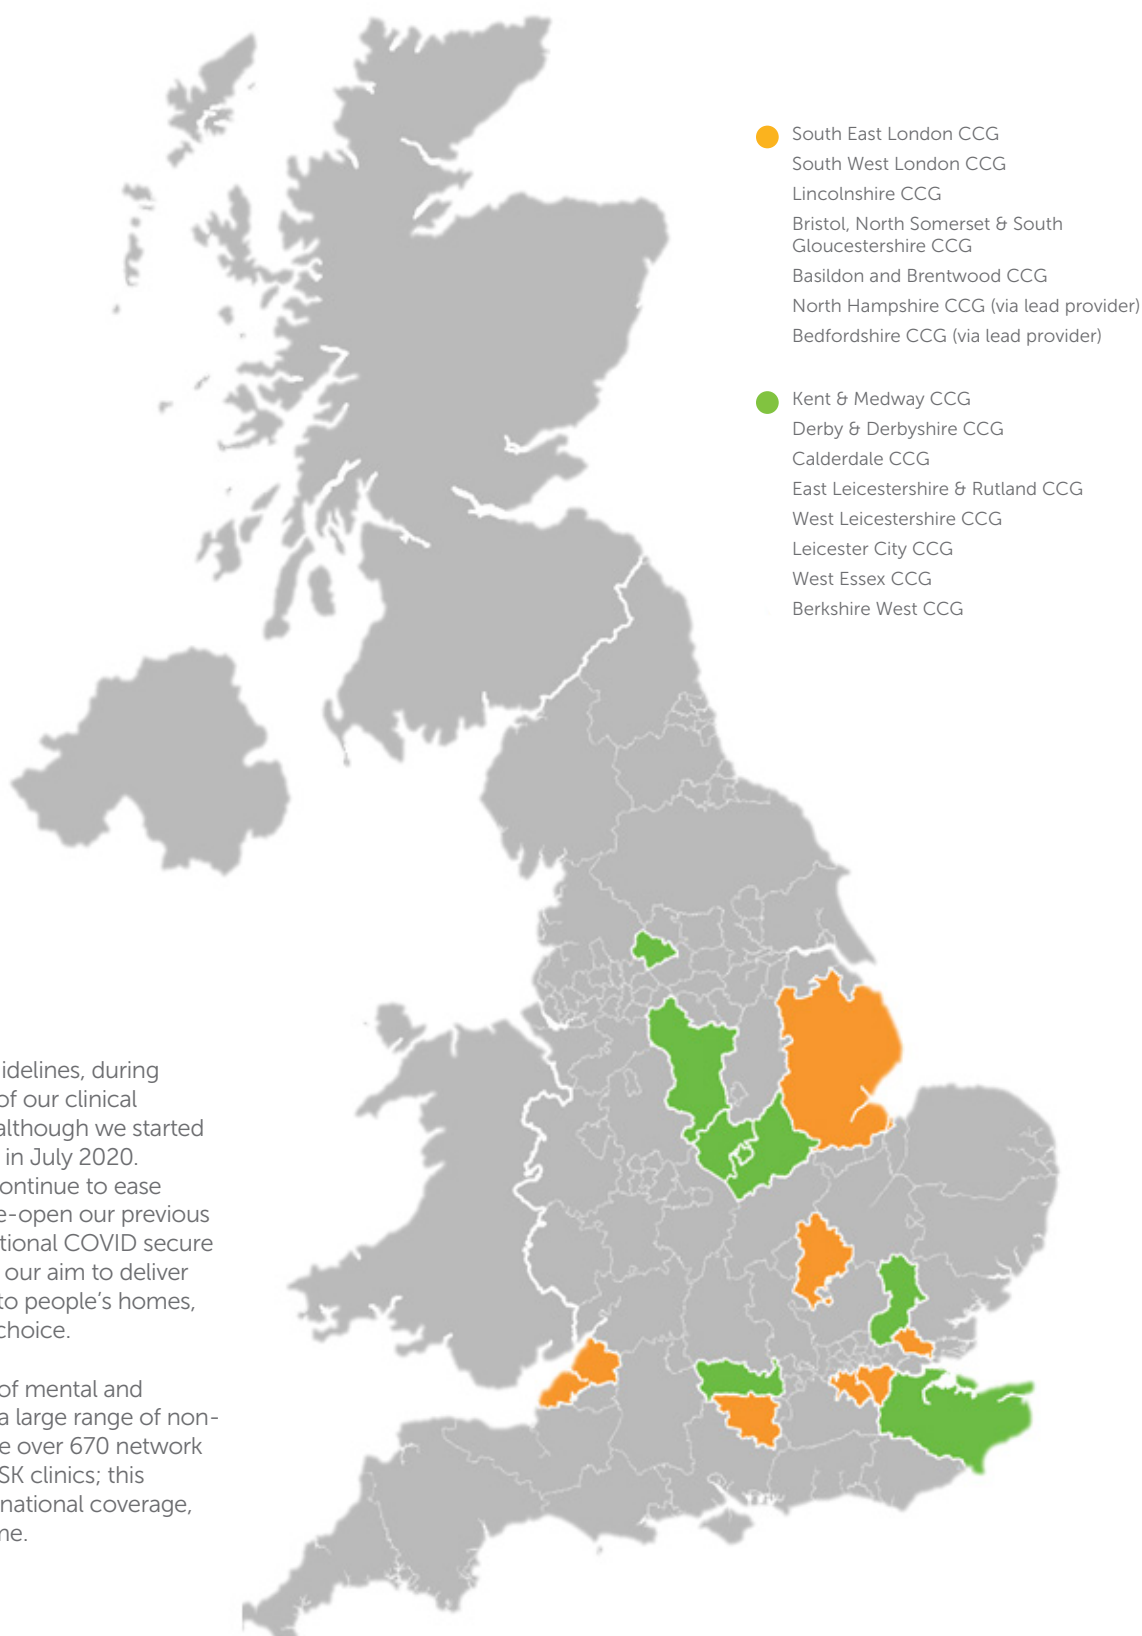 South East London CCG
South West London CCG
Lincolnshire CCG
Bristol, North Somerset & South
Gloucestershire CCG
Basildon and Brentwood CCG
North Hampshire CCG (via lead provider)
Bedfordshire CCG (via lead provider)
Kent & Medway CCG
Derby & Derbyshire CCG
Calderdale CCG
East Leicestershire & Rutland CCG
West Leicestershire CCG
Leicester City CCG
West Essex CCG
Berkshire West CCG
idelines, during
of our clinical
although we started
in July 2020.
ontinue to ease
e-open our previous
tional COVID secure
our aim to deliver
to people's homes,
choice.
of mental and
a large range of non-
e over 670 network
SK clinics; this
national coverage,
ne.